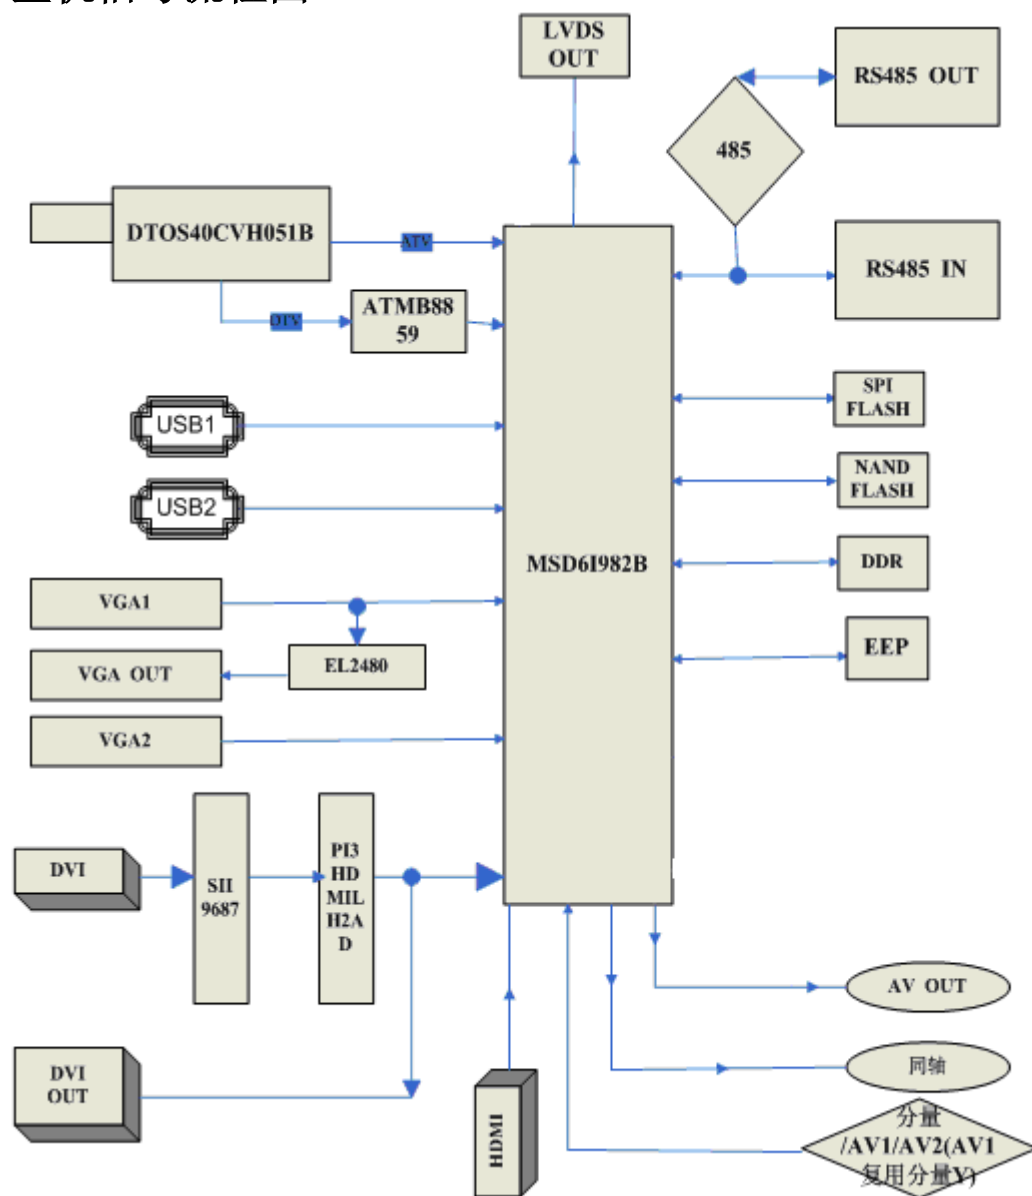 LVDS
OUT
RS485 OUT
485
DTOS40CVH051B
ATV
RS485 IN
DTV
ATMB88
59
SPI
FLASH
USB1
NAND
FLASH
USB2
MSD6I982B
DDR
VGA1
EEP
EL2480
VGA OUT
VGA2
DVI
SII
9687
PI3
HD
MIL
H2A
D
AV OUT
DVI
OUT
同轴
HDMI
分量
/AV1/AV2(AV1
复用分量Y)